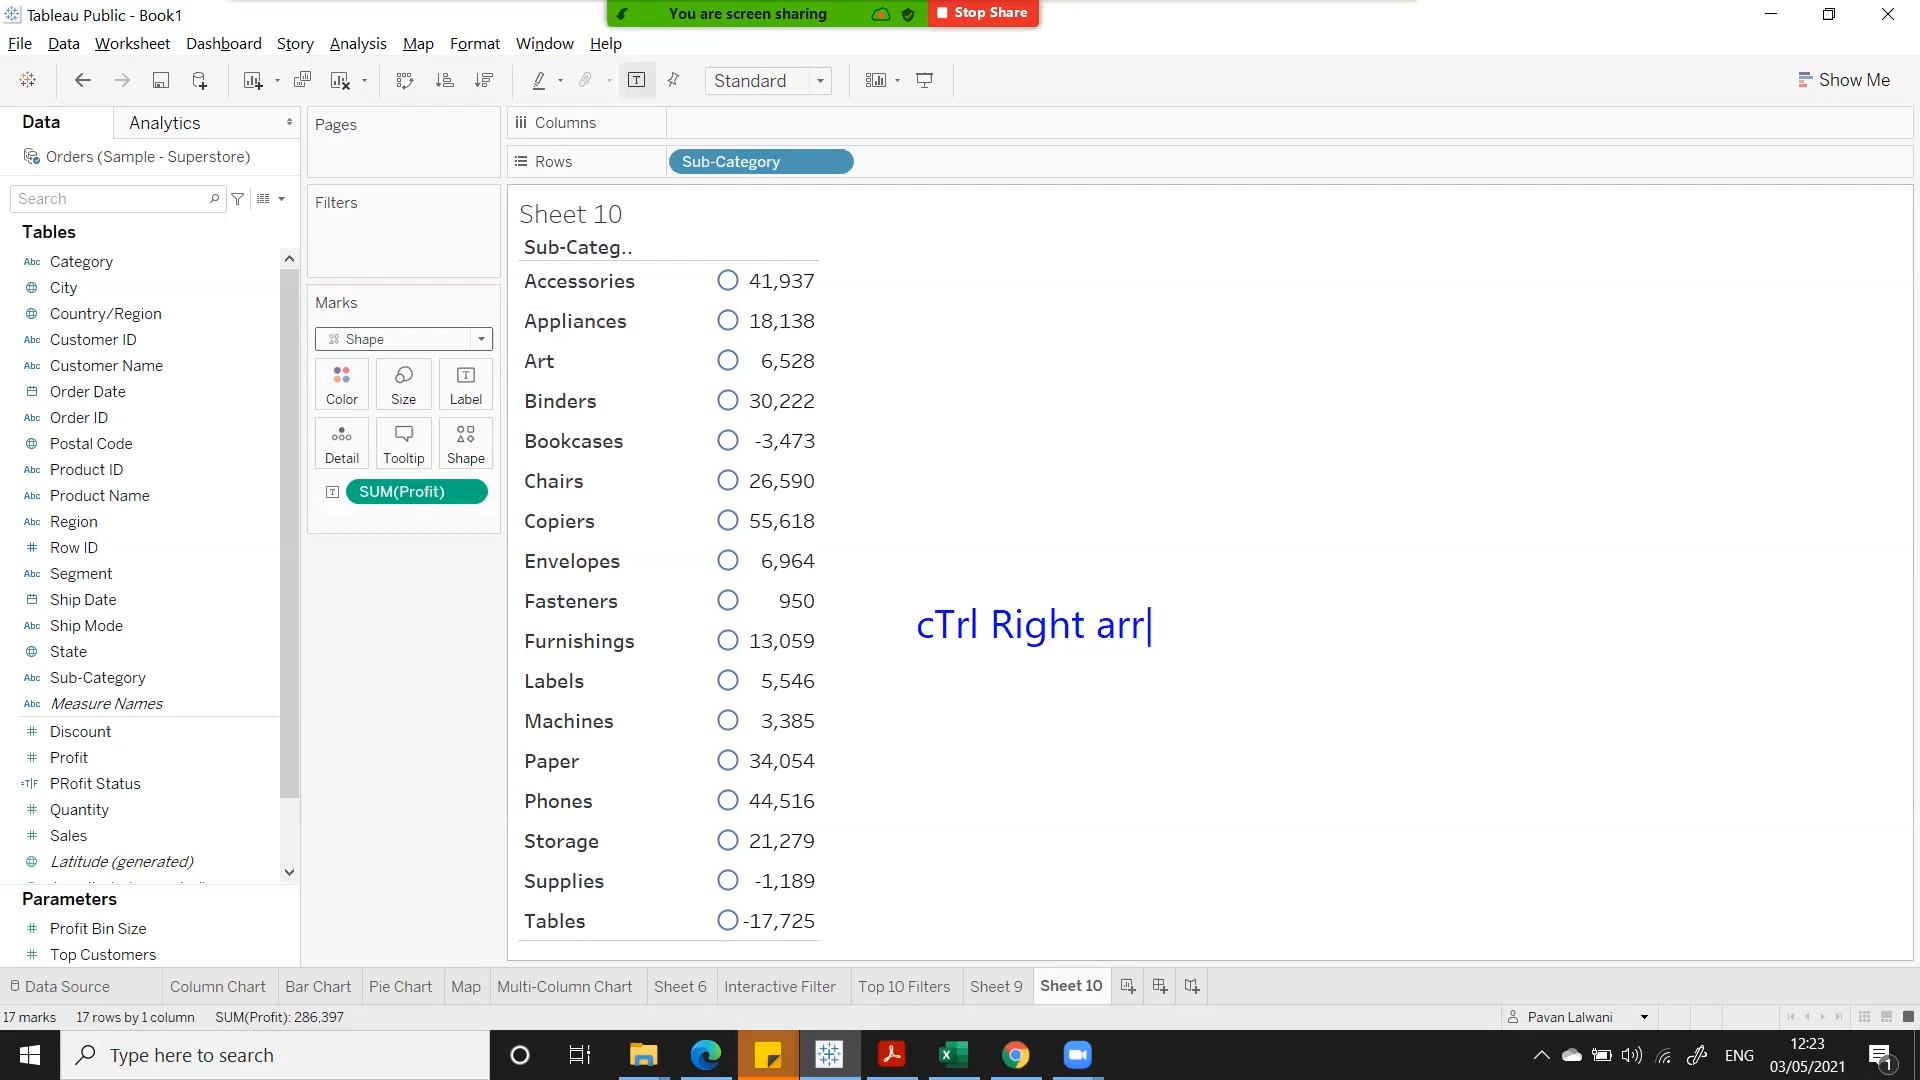 Tableau Public - Book1
You are screen sharing
Stop Share
File Data Worksheet Dashboard Story Analysis Map Format Window Help
Standard
Show Me
Data
Analytics
Pages
Columns
Orders (Sample - Superstore)
Rows
Sub-Category
Search
Filters
Tables
Category
City
Country/Region
Customer ID
Customer Name
Order Date
Order ID
Postal Code
Product ID
Product Name
Region
Row ID
Segment
Ship Date
Ship Mode
State
Sub-Category
Measure Names
Discount
Profit
PRofit Status
Quantity
Sales
Latitude (generated)
Parameters
Profit Bin Size
Top Customers
Marks
Shape
Color
Size
Label
Detail
Tooltip
Shape
SUM(Profit)
Sheet 10
Sub-Categ..
Accessories 41,937
Appliances 18,138
Art 6,528
Binders 30,222
Bookcases -3,473
Chairs 26,590
Copiers 55,618
Envelopes 6,964
Fasteners 950
Furnishings 13,059
Labels 5,546
Machines 3,385
Paper 34,054
Phones 44,516
Storage 21,279
Supplies -1,189
Tables -17,725
cTrl Right arr
Data Source Column Chart Bar Chart Pie Chart Map Multi-Column Chart Sheet 6 Interactive Filter Top 10 Filters Sheet 9 Sheet 10
17 marks 17 rows by 1 column SUM(Profit): 286,397
Pavan Lalwani
Type here to search
ENG
12:23
03/05/2021
1